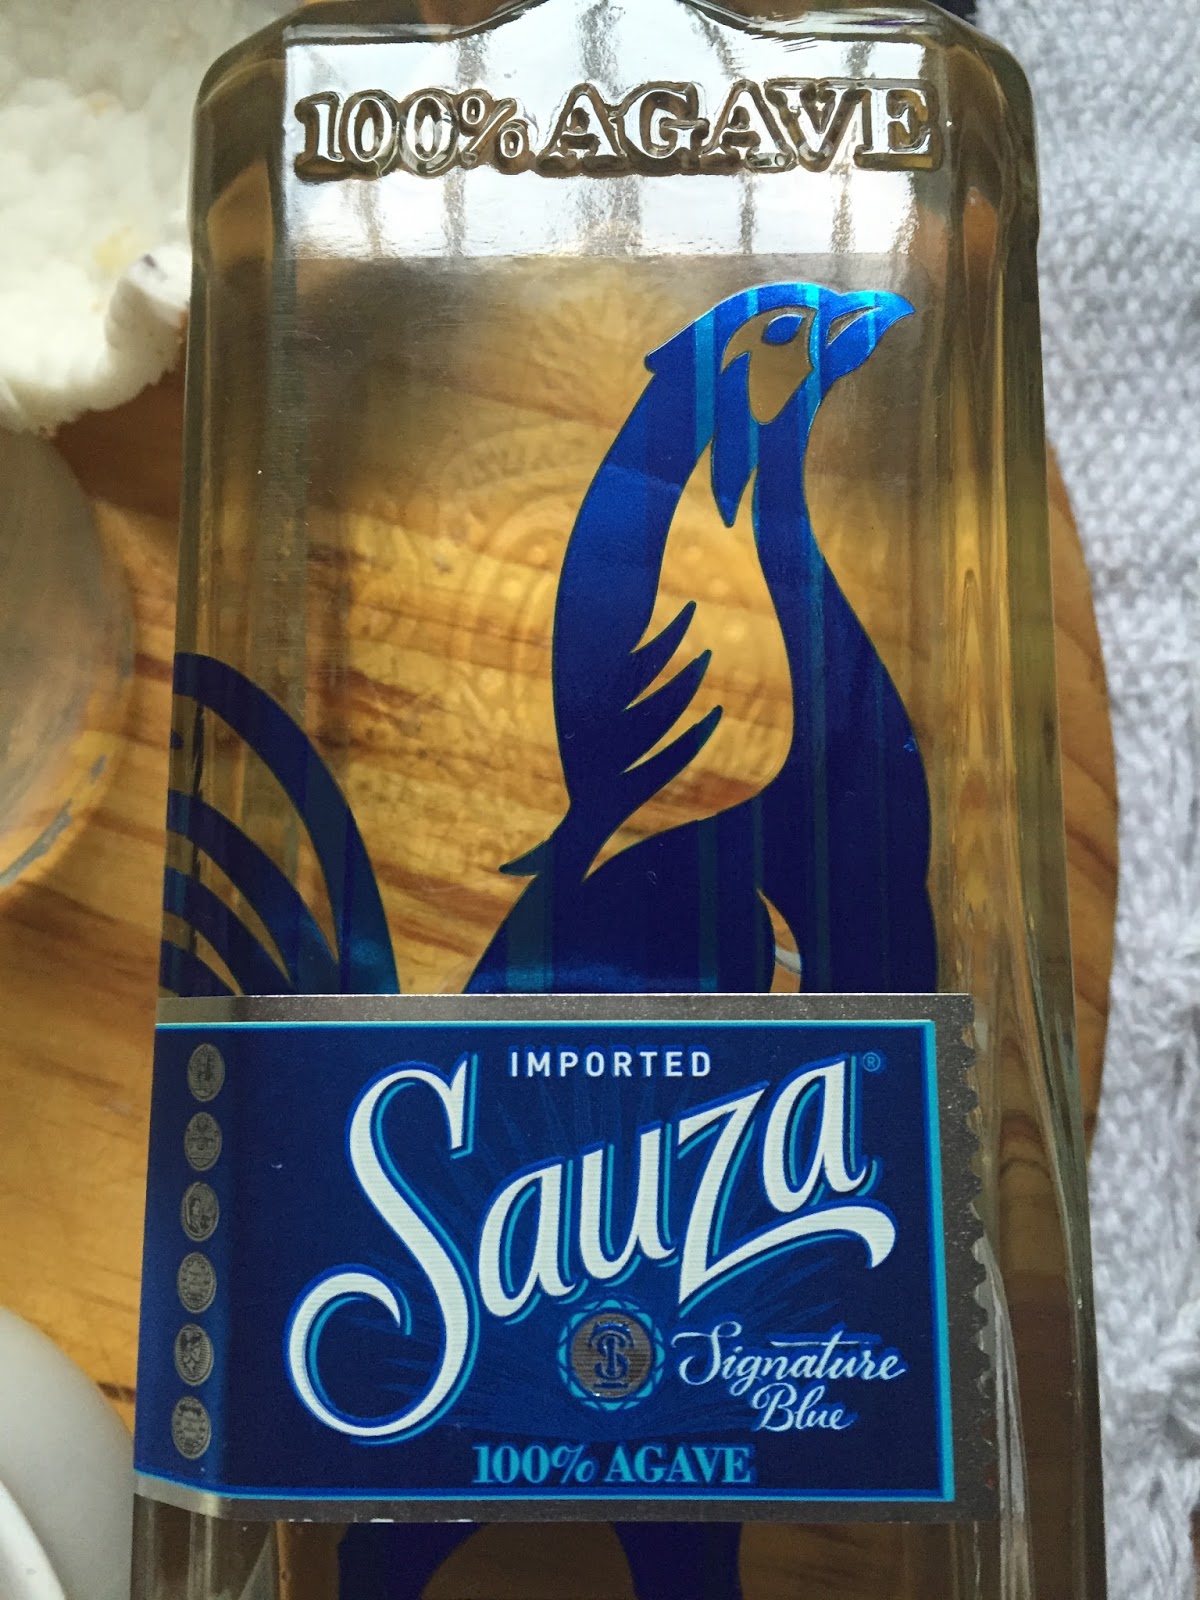 100% AGAVE
IMPORTED
Sauza®
Signature
Blue
100% AGAVE